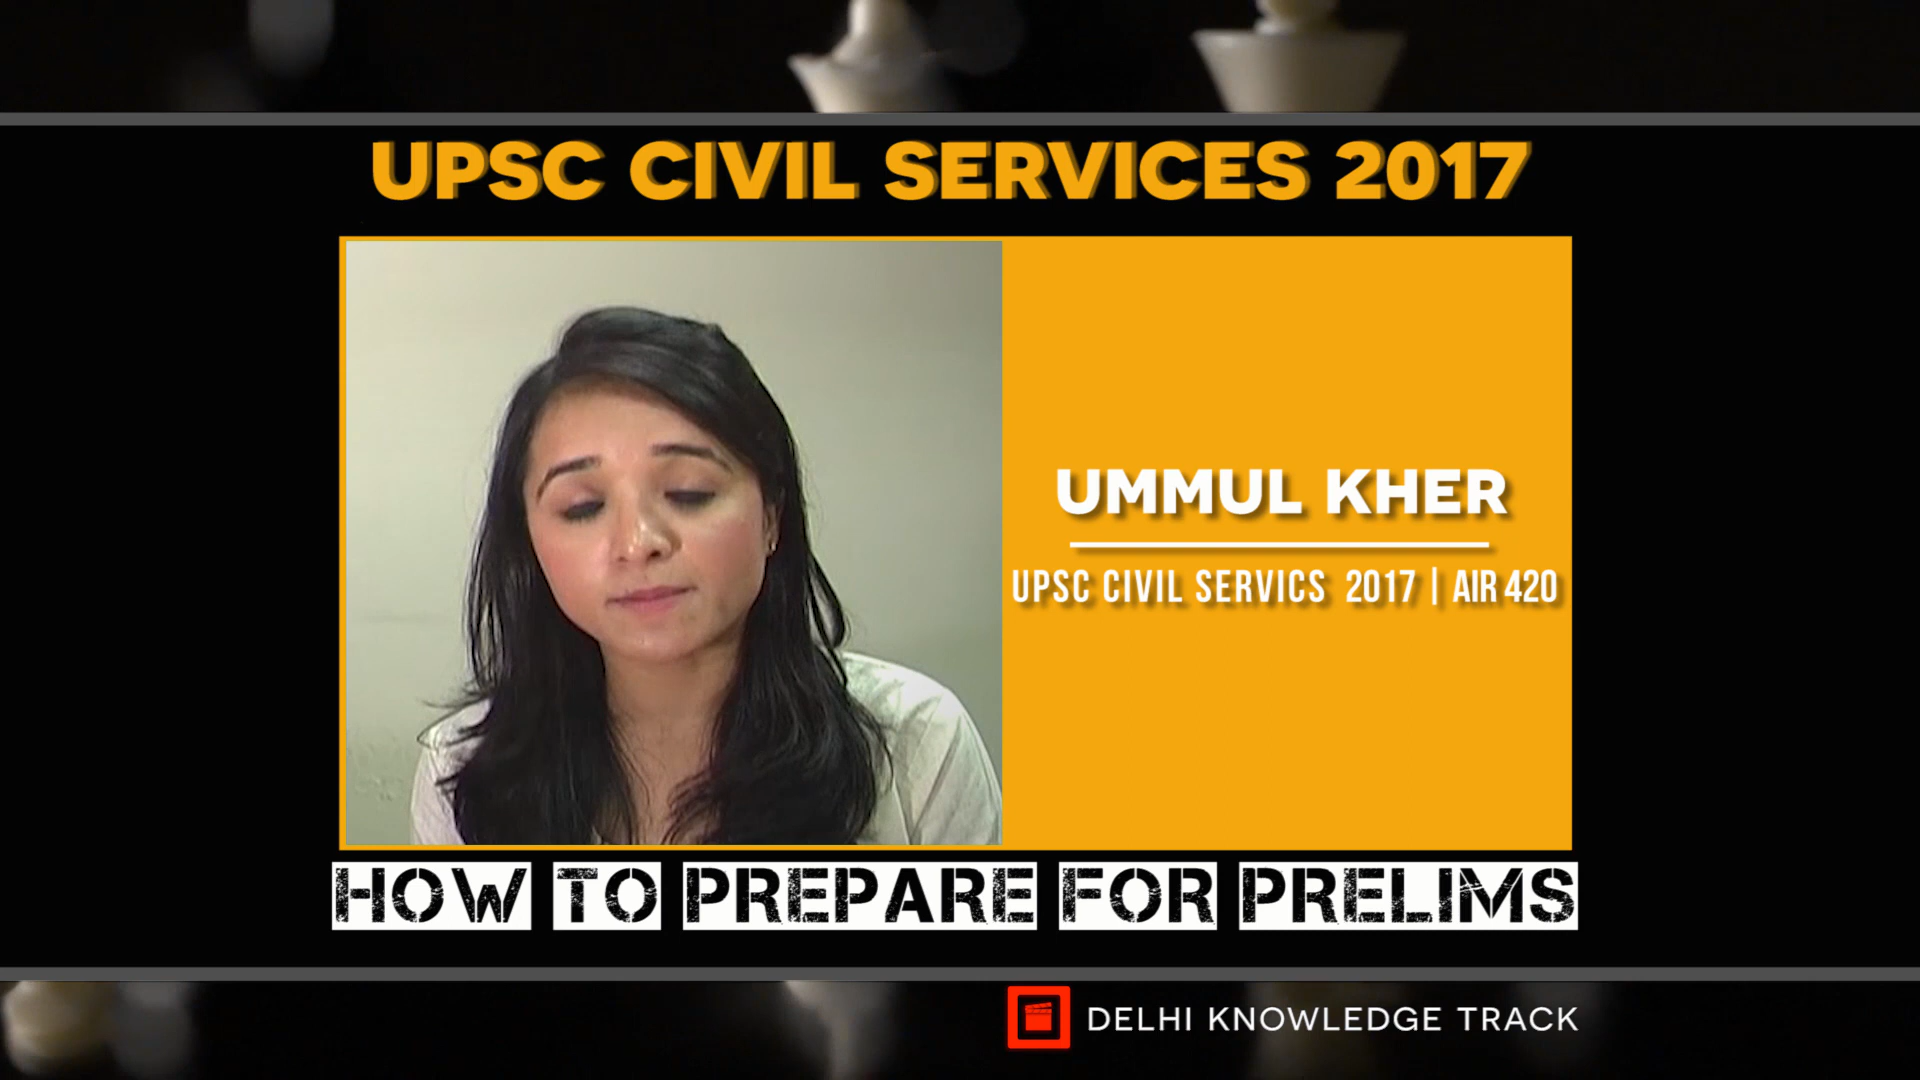 UPSC CIVIL SERVICES 2017
UMMUL KHER
UPSC CIVIL SERVICS 2017 | AIR 420
HOW TO PREPARE FOR PRELIMS
DELHI KNOWLEDGE TRACK